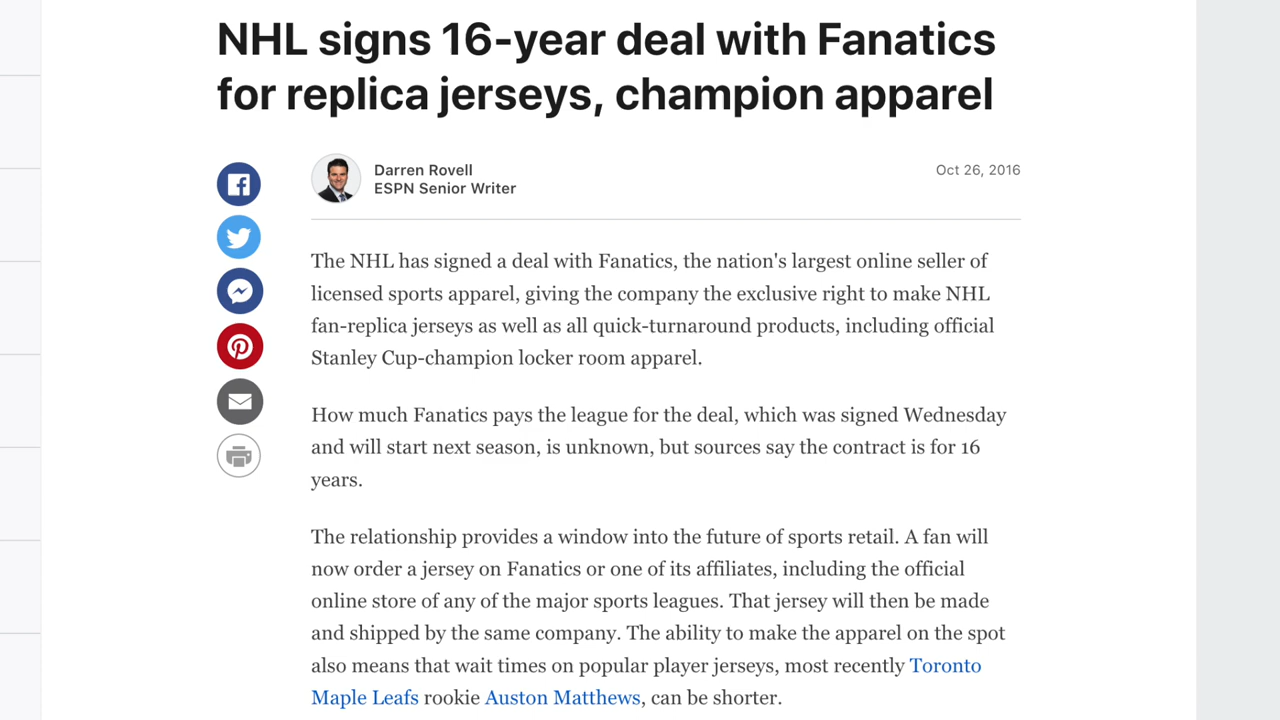 NHL signs 16-year deal with Fanatics
for replica jerseys, champion apparel
Darren Rovell
ESPN Senior Writer
Oct 26, 2016
The NHL has signed a deal with Fanatics, the nation's largest online seller of
licensed sports apparel, giving the company the exclusive right to make NHL
fan-replica jerseys as well as all quick-turnaround products, including official
Stanley Cup-champion locker room apparel.
How much Fanatics pays the league for the deal, which was signed Wednesday
and will start next season, is unknown, but sources say the contract is for 16
years.
The relationship provides a window into the future of sports retail. A fan will
now order a jersey on Fanatics or one of its affiliates, including the official
online store of any of the major sports leagues. That jersey will then be made
and shipped by the same company. The ability to make the apparel on the spot
also means that wait times on popular player jerseys, most recently Toronto
Maple Leafs rookie Auston Matthews, can be shorter.